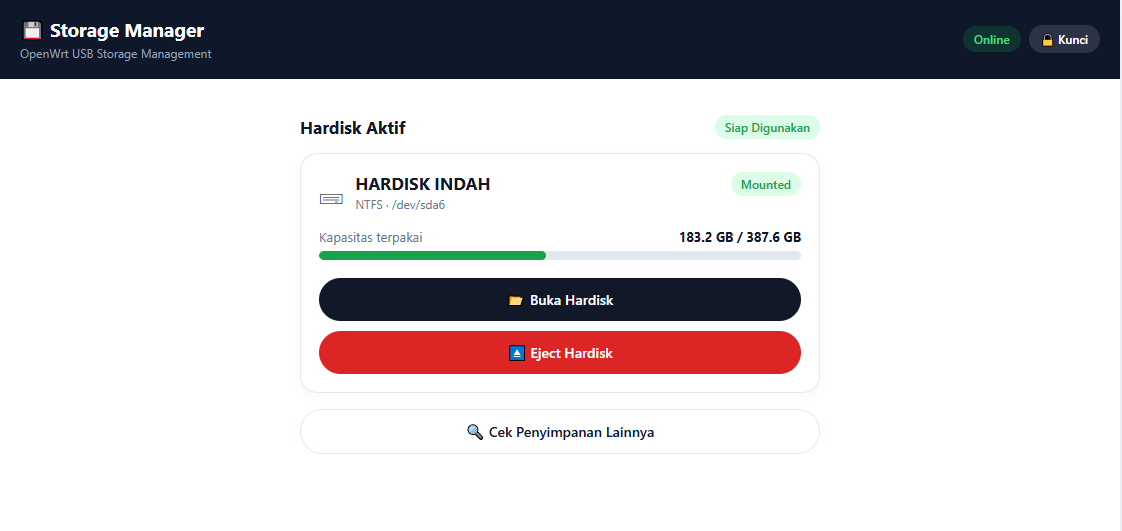 Storage Manager
OpenWrt USB Storage Management
Online
Kunci
Hardisk Aktif
Siap Digunakan
HARDISK INDAH
Mounted
NTFS · /dev/sda6
Kapasitas terpakai
183.2 GB / 387.6 GB
Buka Hardisk
Eject Hardisk
Cek Penyimpanan Lainnya